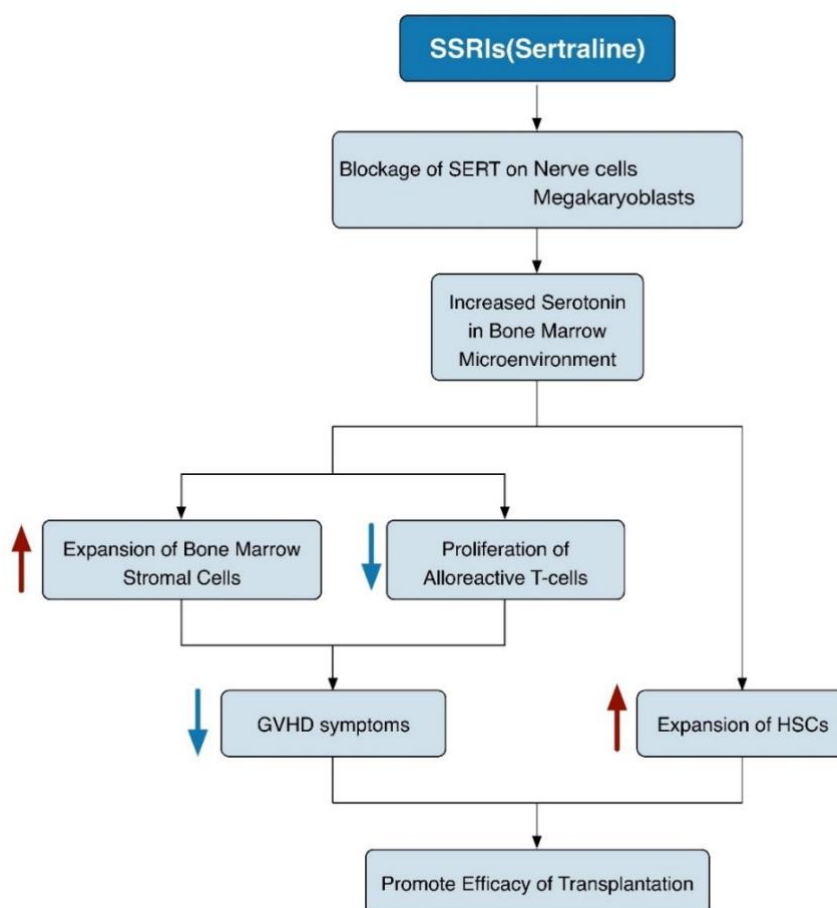 SSRIs(Sertraline)
Blockage of SERT on Nerve cells
Megakaryoblasts
Increased Serotonin
in Bone Marrow
Microenvironment
Expansion of Bone Marrow
Stromal Cells
Proliferation of
Alloreactive T-cells
GVHD symptoms
Expansion of HSCs
Promote Efficacy of Transplantation